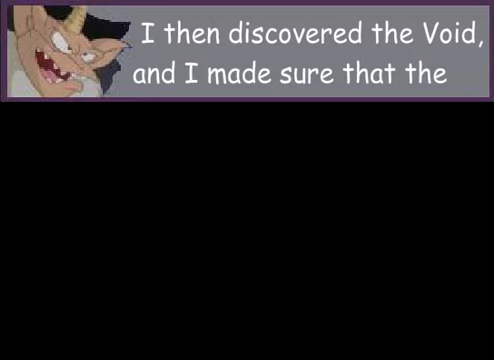 I then discovered the Void,
and I made sure that the